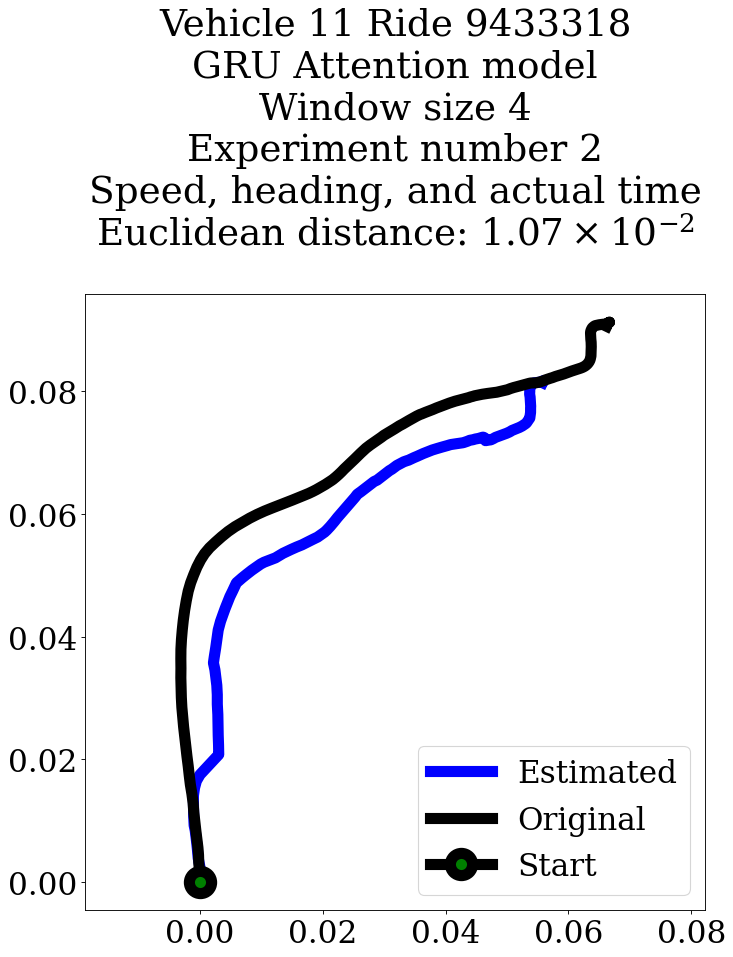 Vehicle 11 Ride 9433318
GRU Attention model
Window size 4
Experiment number 2
Speed, heading, and actual time
Euclidean distance: 1.07 × 10⁻²
0.08
0.06
0.04
0.02
0.00
Estimated
Original
Start
0.00 0.02 0.04 0.06 0.08